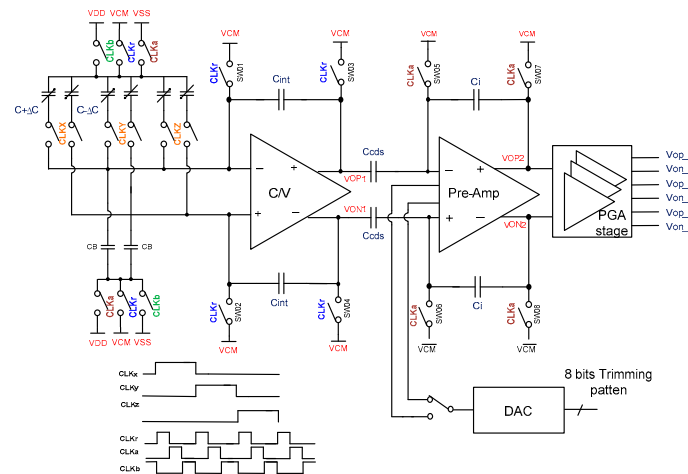 VDD VCM VSS
CLKb
CLKr
CLKa
VCM
VCM
VCM
VCM
CLKr
SW01
CLKr
SW03
CLKa
SW05
CLKa
SW07
Cint
Ci
C+ΔC
CLKX
C-ΔC
CLKY
CLKZ
C/V
VOP1
Ccds
VON1
Ccds
Pre-Amp
VOP2
VON2
PGA
stage
Vop_
Von_
Vop_
Von_
Vop_
Von_
CB
CB
CLKa
CLKr
CLKb
VDD VCM VSS
CLKr
SW02
Cint
CLKr
SW04
VCM
VCM
CLKa
SW06
Ci
CLKa
SW08
VCM
VCM
8 bits Trimming
patten
DAC
CLKx
CLKy
CLKz
CLKr
CLKa
CLKb